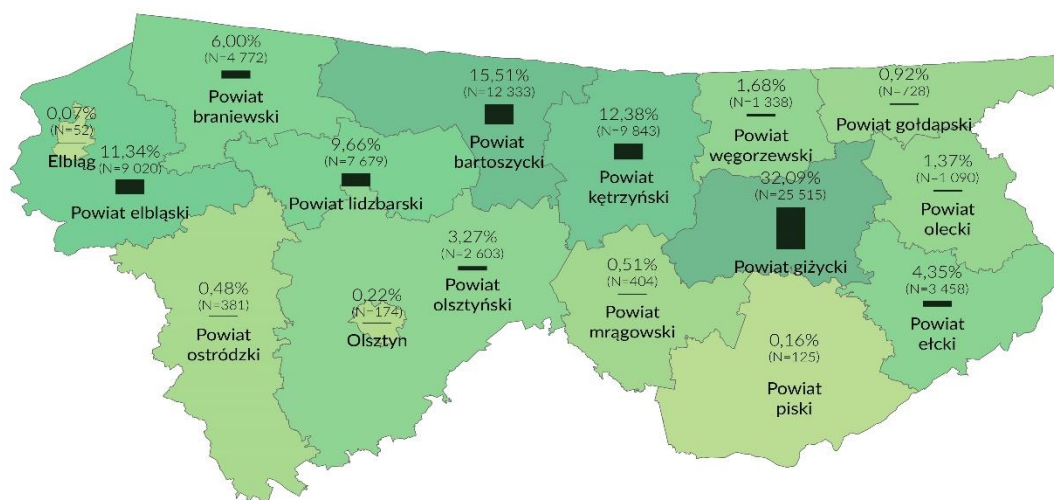 6,00%
(N=4 772)
Powiat
braniewski
0,07%
(N=52)
Elbląg
11,34%
(N=9 020)
Powiat elbląski
9,66%
(N=7 679)
Powiat lidzbarski
15,51%
(N=12 333)
Powiat
bartoszycki
12,38%
(N=9 843)
Powiat
kętrzyński
1,68%
(N=1 338)
Powiat
węgorzewski
0,92%
(N=728)
Powiat gołdapski
32,09%
(N=25 515)
Powiat giżycki
1,37%
(N=1 090)
Powiat
olecki
4,35%
(N=3 458)
Powiat
ełcki
0,48%
(N=381)
Powiat
ostródzki
0,22%
(N=174)
Olsztyn
3,27%
(N=2 603)
Powiat
olsztyński
0,51%
(N=404)
Powiat
mrągowski
0,16%
(N=125)
Powiat
piski